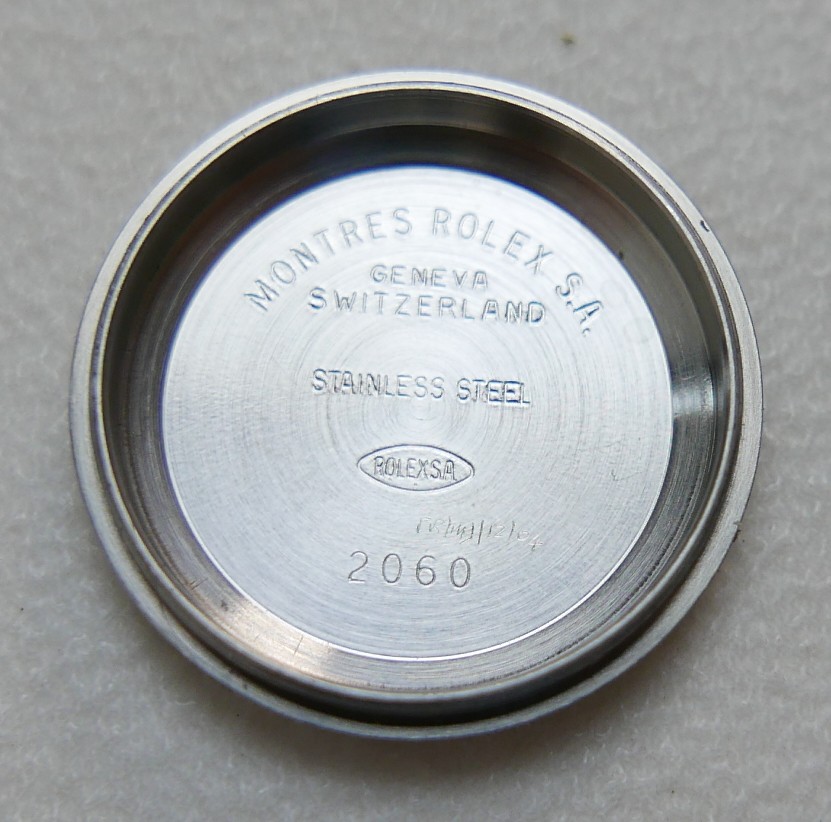 MONTRES ROLEX S.A.
GENEVA
SWITZERLAND
STAINLESS STEEL
ROLEXSA
2060